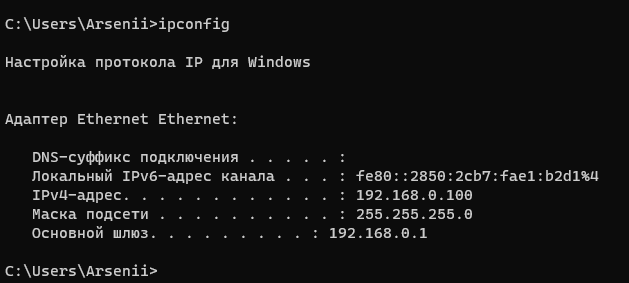 C:\Users\Arsenii>ipconfig
Настройка протокола IP для Windows
Адаптер Ethernet Ethernet:
DNS-суффикс подключения . . . . . :
Локальный IPv6-адрес канала . . . : fe80::2850:2cb7:fae1:b2d1%4
IPv4-адрес. . . . . . . . . . . . : 192.168.0.100
Маска подсети . . . . . . . . . . : 255.255.255.0
Основной шлюз. . . . . . . . . : 192.168.0.1
C:\Users\Arsenii>